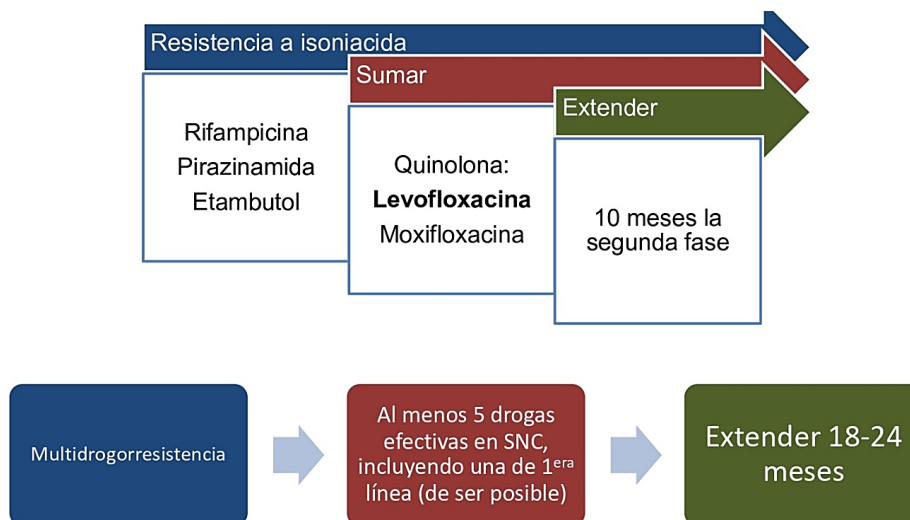 Resistencia a isoniacida
Rifampicina
Pirazinamida
Etambutol
Sumar
Quinolona:
Levofloxacina
Moxifloxacina
Extender
10 meses la
segunda fase
Multidrogorresistencia
Al menos 5 drogas
efectivas en SNC,
incluyendo una de 1era
línea (de ser posible)
Extender 18-24
meses